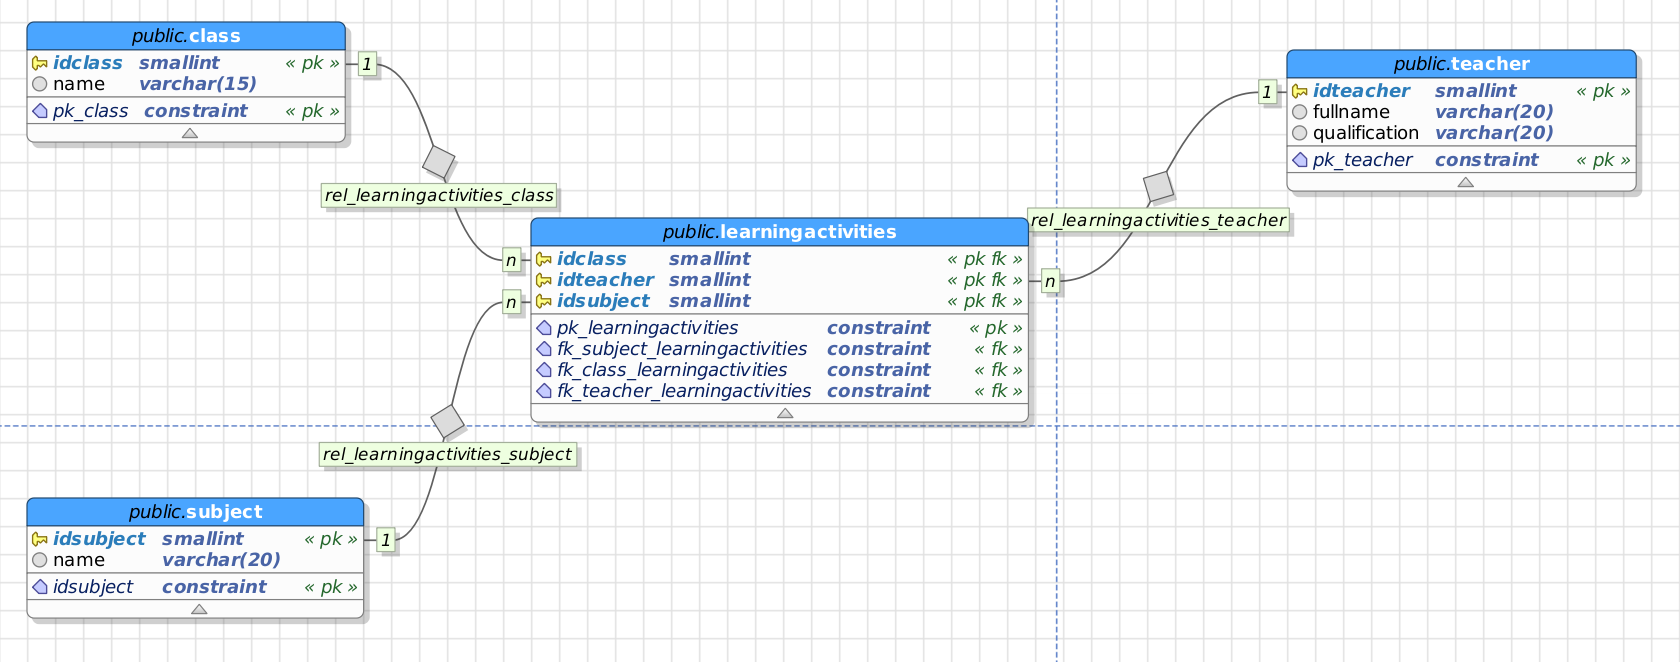 public.class
idclass smallint « pk »
name varchar(15)
pk_class constraint « pk »
1
rel_learningactivities_class
n
public.teacher
idteacher smallint « pk »
fullname varchar(20)
qualification varchar(20)
pk_teacher constraint « pk »
1
rel_learningactivities_teacher
n
public.learningactivities
idclass smallint « pk fk »
idteacher smallint « pk fk »
idsubject smallint « pk fk »
pk_learningactivities constraint « pk »
fk_subject_learningactivities constraint « fk »
fk_class_learningactivities constraint « fk »
fk_teacher_learningactivities constraint « fk »
n
rel_learningactivities_subject
1
public.subject
idsubject smallint « pk »
name varchar(20)
idsubject constraint « pk »